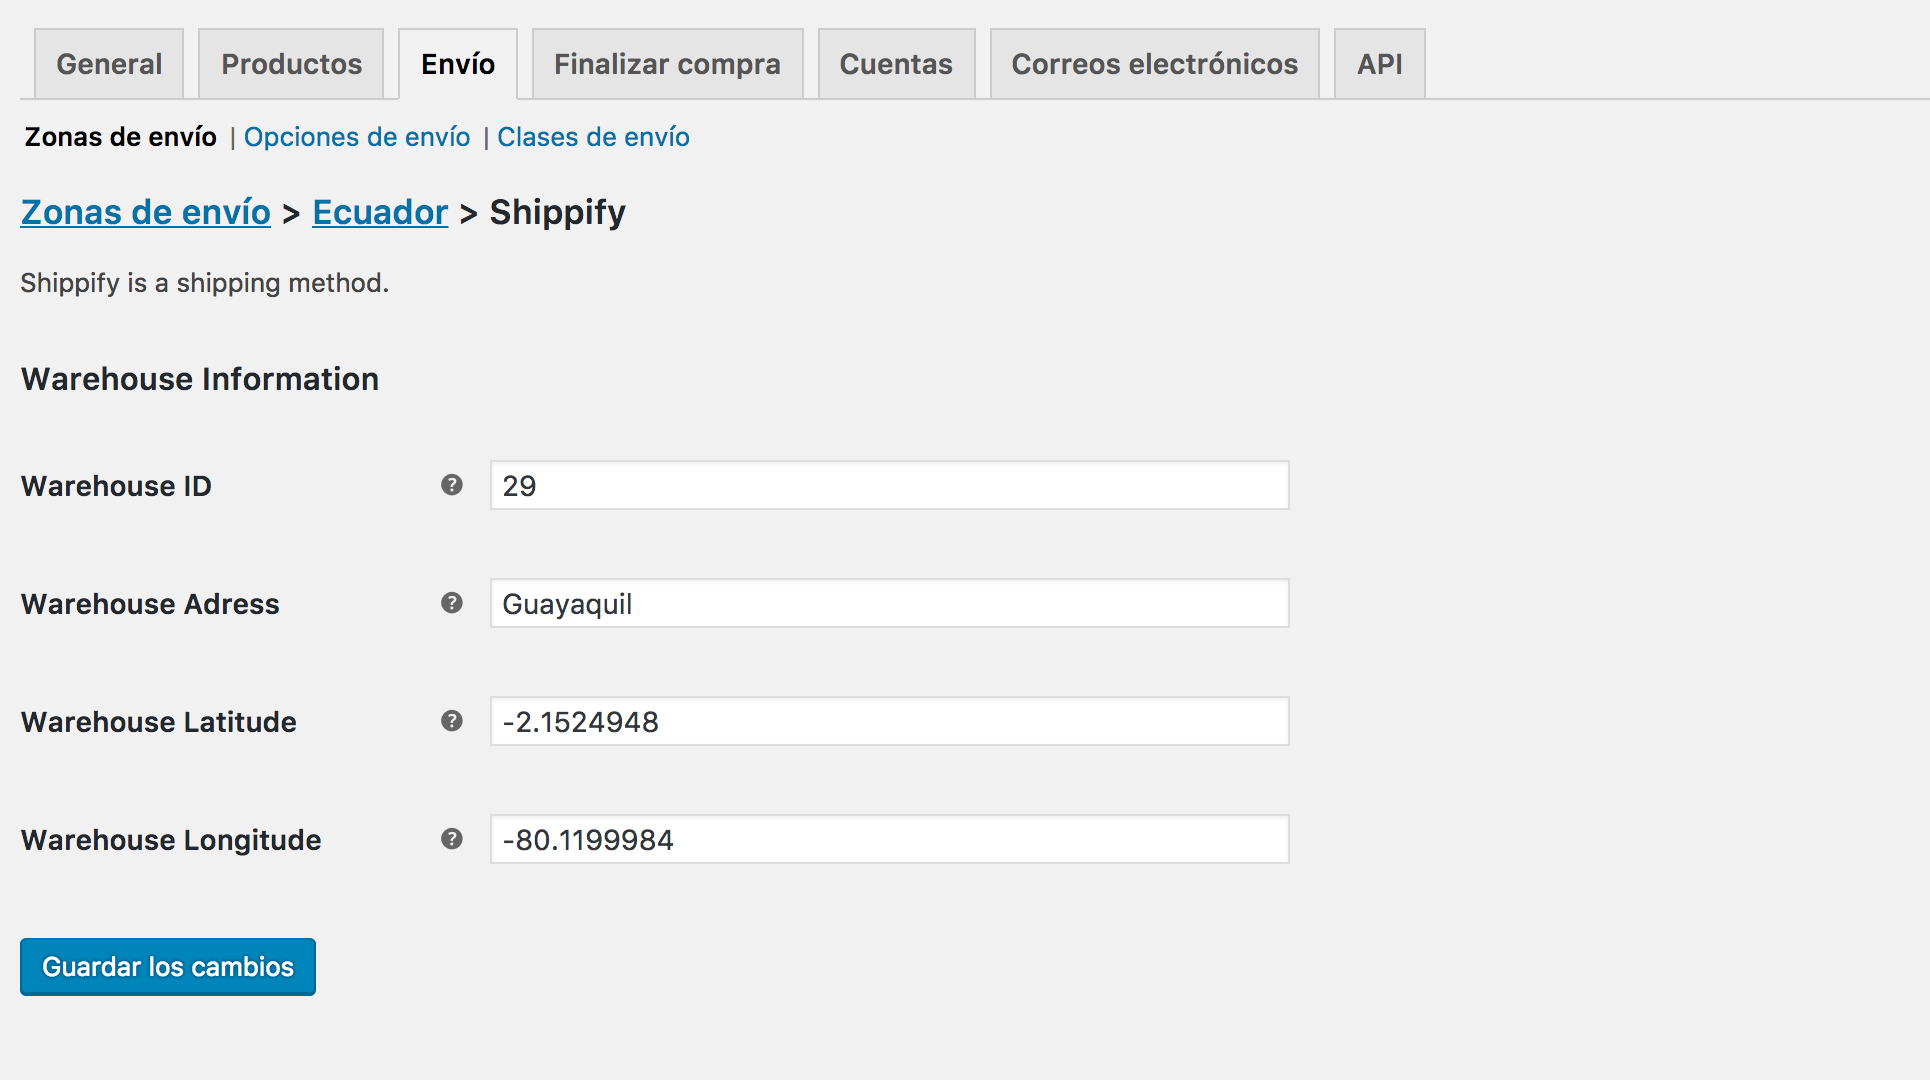 General Productos Envío Finalizar compra Cuentas Correos electrónicos API
Zonas de envío | Opciones de envío | Clases de envío
Zonas de envío > Ecuador > Shippify
Shippify is a shipping method.
Warehouse Information
Warehouse ID ? 29
Warehouse Adress ? Guayaquil
Warehouse Latitude ? -2.1524948
Warehouse Longitude ? -80.1199984
Guardar los cambios